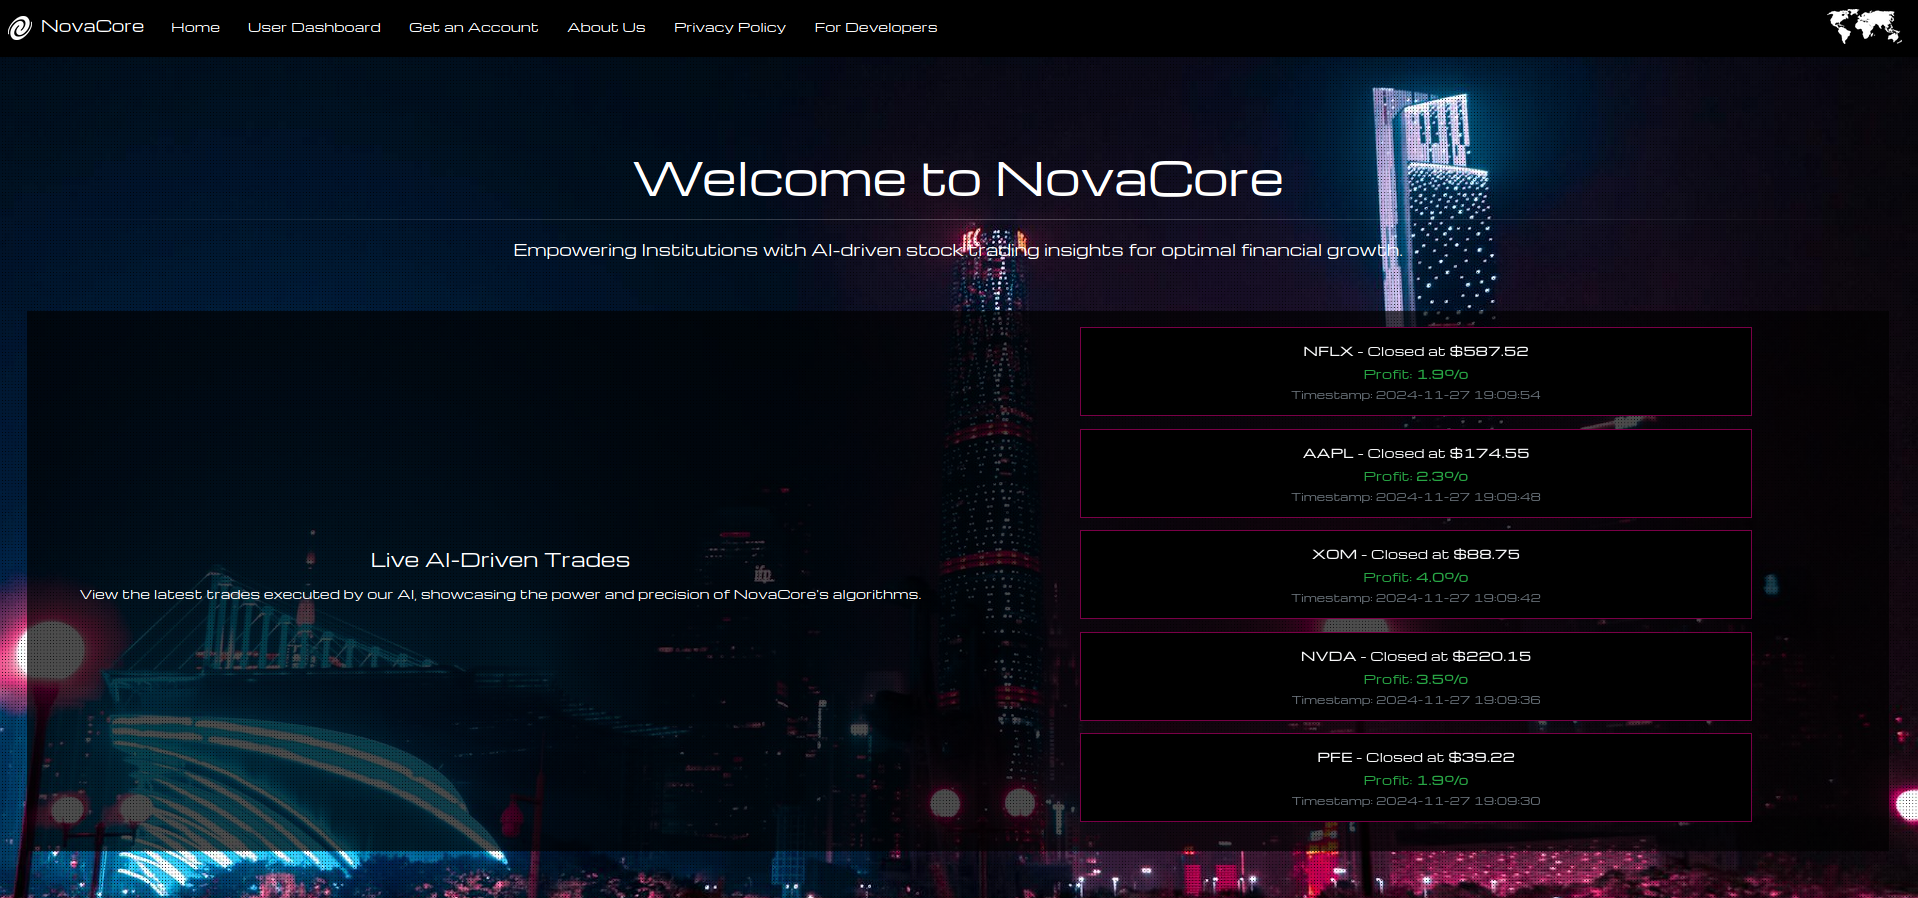 NovaCore Home User Dashboard Get an Account About Us Privacy Policy For Developers
Welcome to NovaCore
Empowering Institutions with AI-driven stock trading insights for optimal financial growth.
Live AI-Driven Trades
View the latest trades executed by our AI, showcasing the power and precision of NovaCore's algorithms.
NFLX - Closed at $587.52
Profit: 1.9%
Timestamp: 2024-11-27 19:09:54
AAPL - Closed at $174.55
Profit: 2.3%
Timestamp: 2024-11-27 19:09:48
XOM - Closed at $88.75
Profit: 4.0%
Timestamp: 2024-11-27 19:09:42
NVDA - Closed at $220.15
Profit: 3.5%
Timestamp: 2024-11-27 19:09:36
PFE - Closed at $39.22
Profit: 1.9%
Timestamp: 2024-11-27 19:09:30
ifp